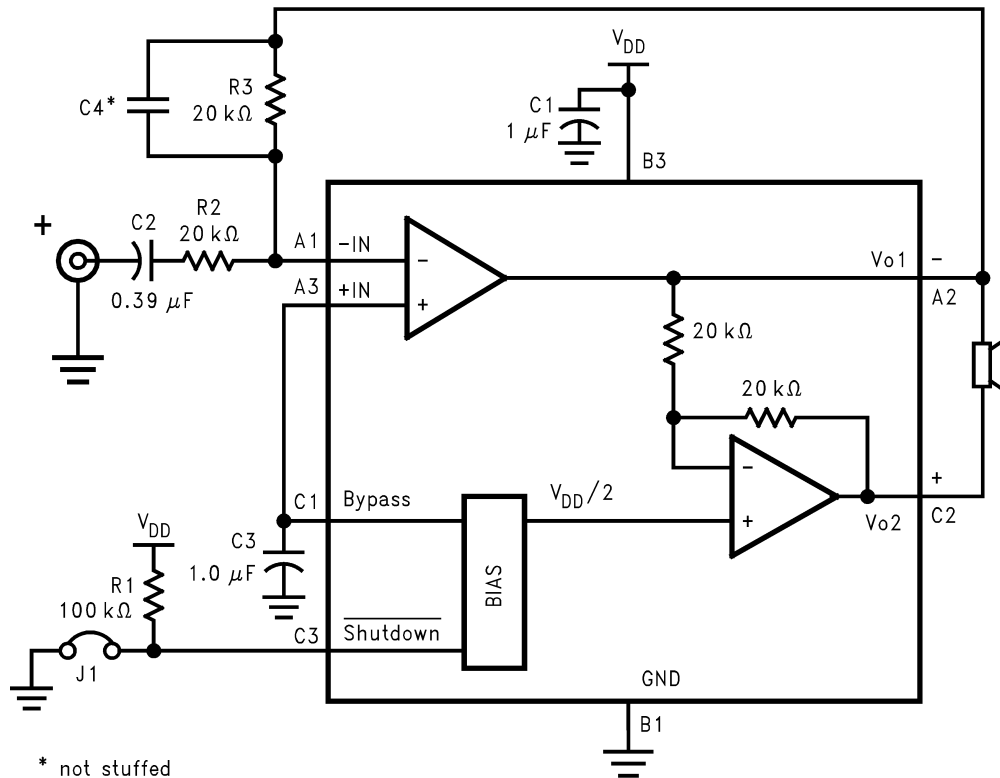 V_DD
C4*
R3
20 kΩ
C1
1 μF
B3
+
C2
R2
20 kΩ
0.39 μF
A1
-IN
-
A3
+IN
+
Vo1
-
A2
20 kΩ
20 kΩ
-
+
V_DD/2
Vo2
+
C2
C1
Bypass
C3
1.0 μF
BIAS
V_DD
R1
100 kΩ
J1
C3
Shutdown
GND
B1
* not stuffed